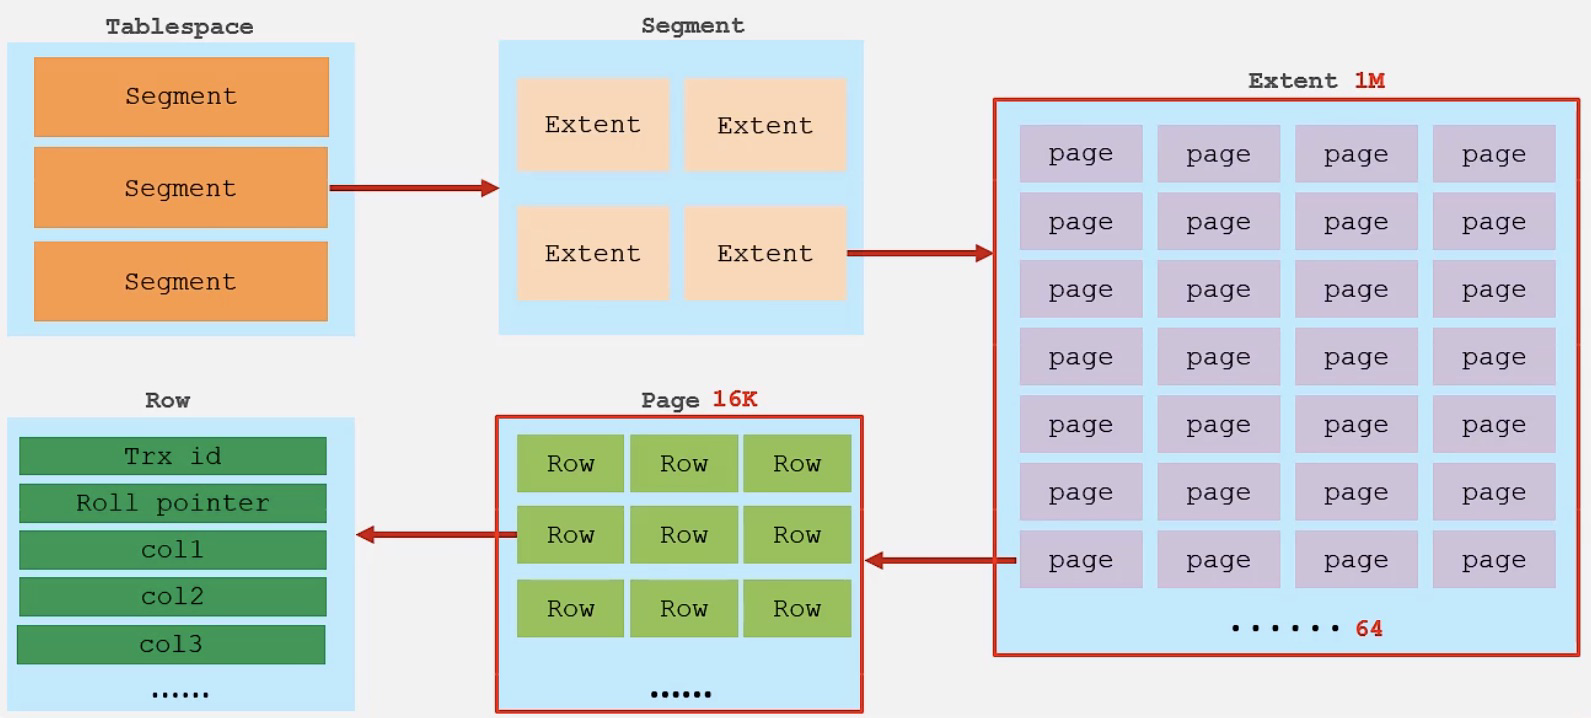 Tablespace
Segment
Segment
Segment
Segment
Extent Extent
Extent Extent
Extent 1M
page page page page
page page page page
page page page page
page page page page
page page page page
page page page page
page page page page
...... 64
Row
Trx id
Roll pointer
col1
col2
col3
......
Page 16K
Row Row Row
Row Row Row
Row Row Row
......